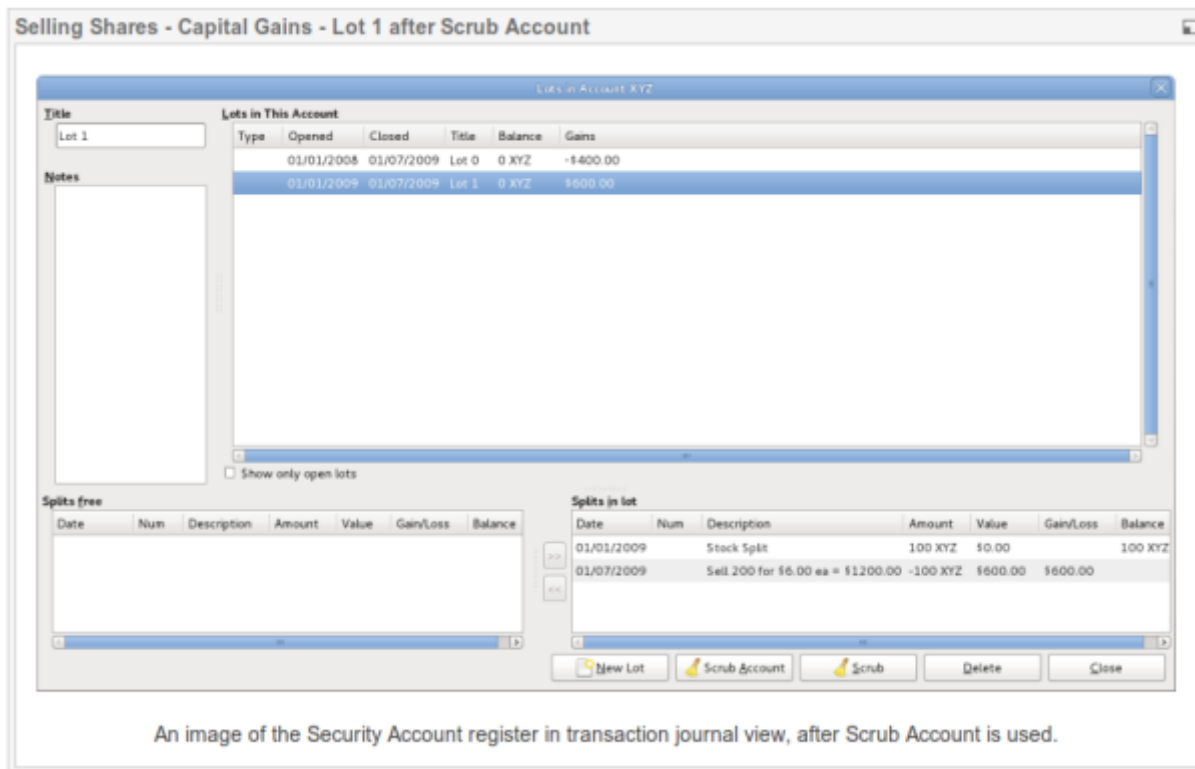 Selling Shares - Capital Gains - Lot 1 after Scrub Account
Lots in Account XYZ
Title
Lot 1
Notes
Lots in This Account
Type Opened Closed Title Balance Gains
01/01/2008 01/07/2009 Lot 0 0 XYZ -$400.00
01/01/2009 01/07/2009 Lot 1 0 XYZ $600.00
Show only open lots
Splits free
Date Num Description Amount Value Gain/Loss Balance
>>
<<
Splits in lot
Date Num Description Amount Value Gain/Loss Balance
01/01/2009 Stock Split 100 XYZ $0.00 100 XYZ
01/07/2009 Sell 200 for $6.00 ea = $1200.00 -100 XYZ $600.00 $600.00
New Lot Scrub Account Scrub Delete Close
An image of the Security Account register in transaction journal view, after Scrub Account is used.